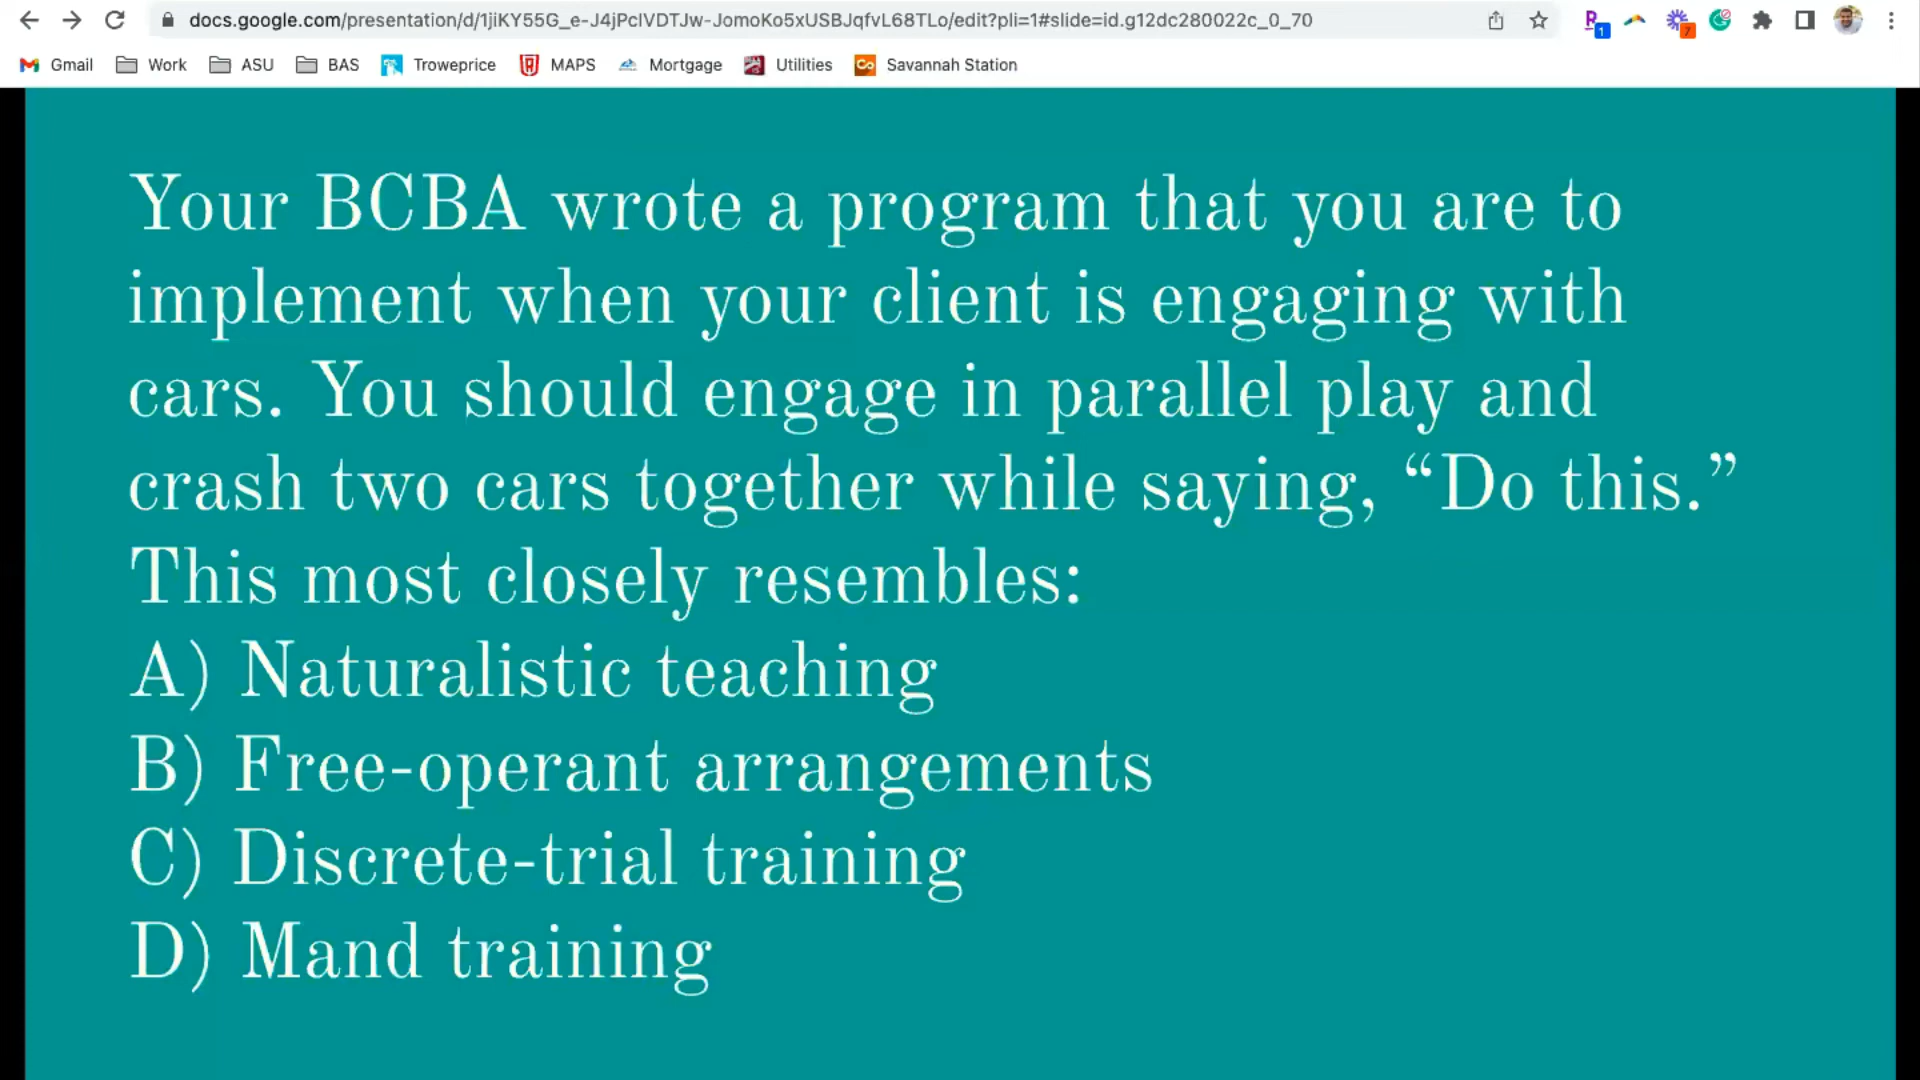 docs.google.com/presentation/d/1jiKY55G_e-J4jPclVDTJw-JomoKo5xUSBJqfvL68TLo/edit?pli=1#slide=id.g12dc280022c_0_70
1
7
Gmail Work ASU BAS Troweprice MAPS Mortgage Utilities Savannah Station
Your BCBA wrote a program that you are to
implement when your client is engaging with
cars. You should engage in parallel play and
crash two cars together while saying, “Do this.”
This most closely resembles:
A) Naturalistic teaching
B) Free-operant arrangements
C) Discrete-trial training
D) Mand training